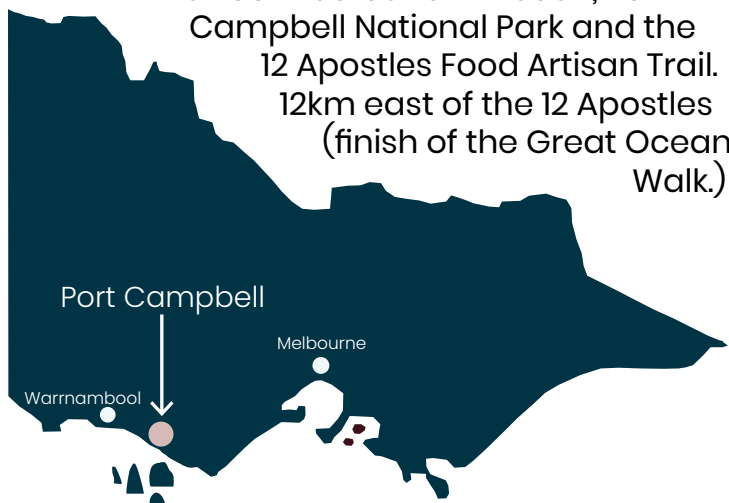 Campbell National Park and the
12 Apostles Food Artisan Trail.
12km east of the 12 Apostles
(finish of the Great Ocean
Walk.)
Port Campbell
Melbourne
Warrnambool